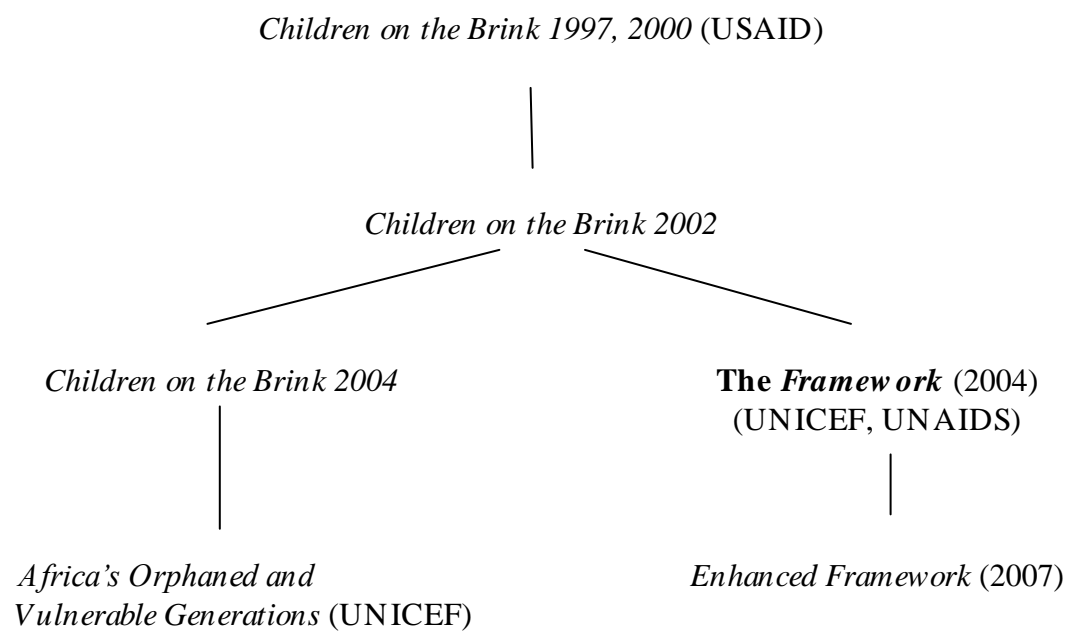 Children on the Brink 1997, 2000 (USAID)
Children on the Brink 2002
Children on the Brink 2004
The Framework (2004)
(UNICEF, UNAIDS)
Africa’s Orphaned and
Vulnerable Generations (UNICEF)
Enhanced Framework (2007)